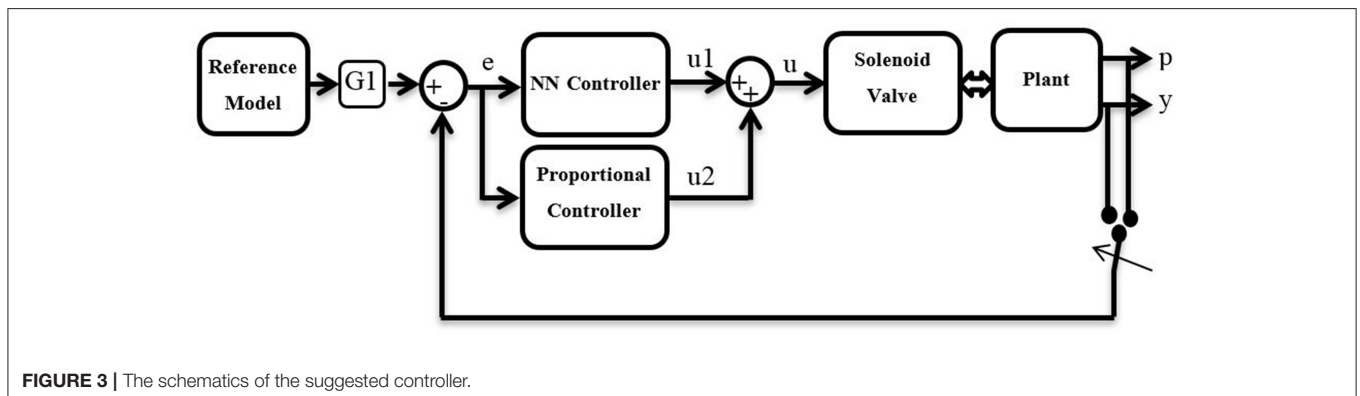 Reference
Model
G1
+
-
e
NN Controller
Proportional
Controller
u1
u2
+
+
u
Solenoid
Valve
Plant
p
y
FIGURE 3 | The schematics of the suggested controller.